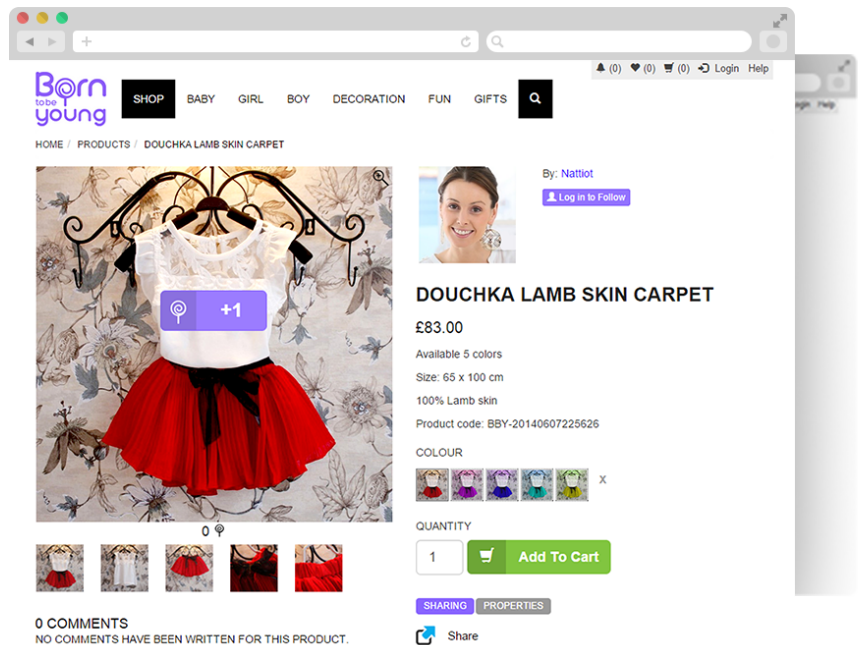 (0) (0) (0) Login Help
Born
to be
young
SHOP BABY GIRL BOY DECORATION FUN GIFTS
HOME / PRODUCTS / DOUCHKA LAMB SKIN CARPET
By: Nattiot
Log in to Follow
+1
DOUCHKA LAMB SKIN CARPET
£83.00
Available 5 colors
Size: 65 x 100 cm
100% Lamb skin
Product code: BBY-20140607225626
COLOUR
x
0
QUANTITY
1 Add To Cart
SHARING PROPERTIES
0 COMMENTS
NO COMMENTS HAVE BEEN WRITTEN FOR THIS PRODUCT.
Share
Help